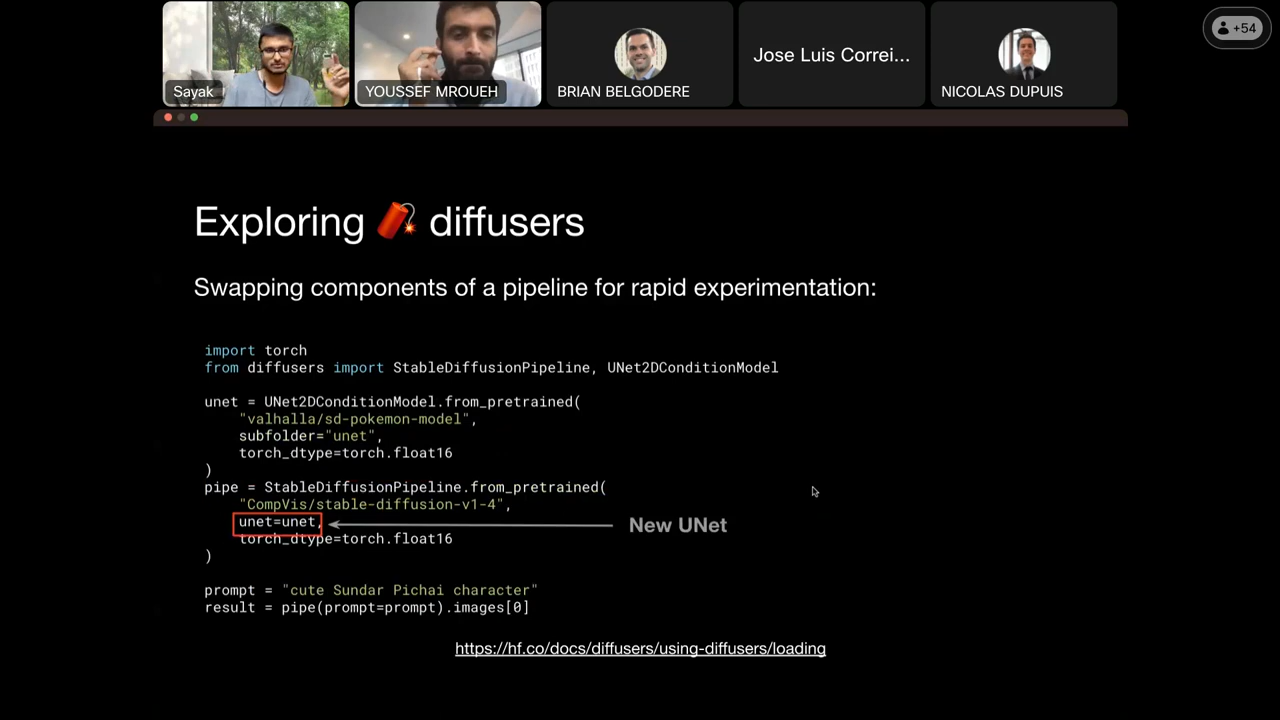 +54
Sayak
YOUSSEF MROUEH
BRIAN BELGODERE
Jose Luis Correi...
NICOLAS DUPUIS
Exploring 🧨 diffusers
Swapping components of a pipeline for rapid experimentation:
import torch
from diffusers import StableDiffusionPipeline, UNet2DConditionModel
unet = UNet2DConditionModel.from_pretrained(
"valhalla/sd-pokemon-model",
subfolder="unet",
torch_dtype=torch.float16
)
pipe = StableDiffusionPipeline.from_pretrained(
"CompVis/stable-diffusion-v1-4",
unet=unet,
New UNet
torch_dtype=torch.float16
)
prompt = "cute Sundar Pichai character"
result = pipe(prompt=prompt).images[0]
https://hf.co/docs/diffusers/using-diffusers/loading